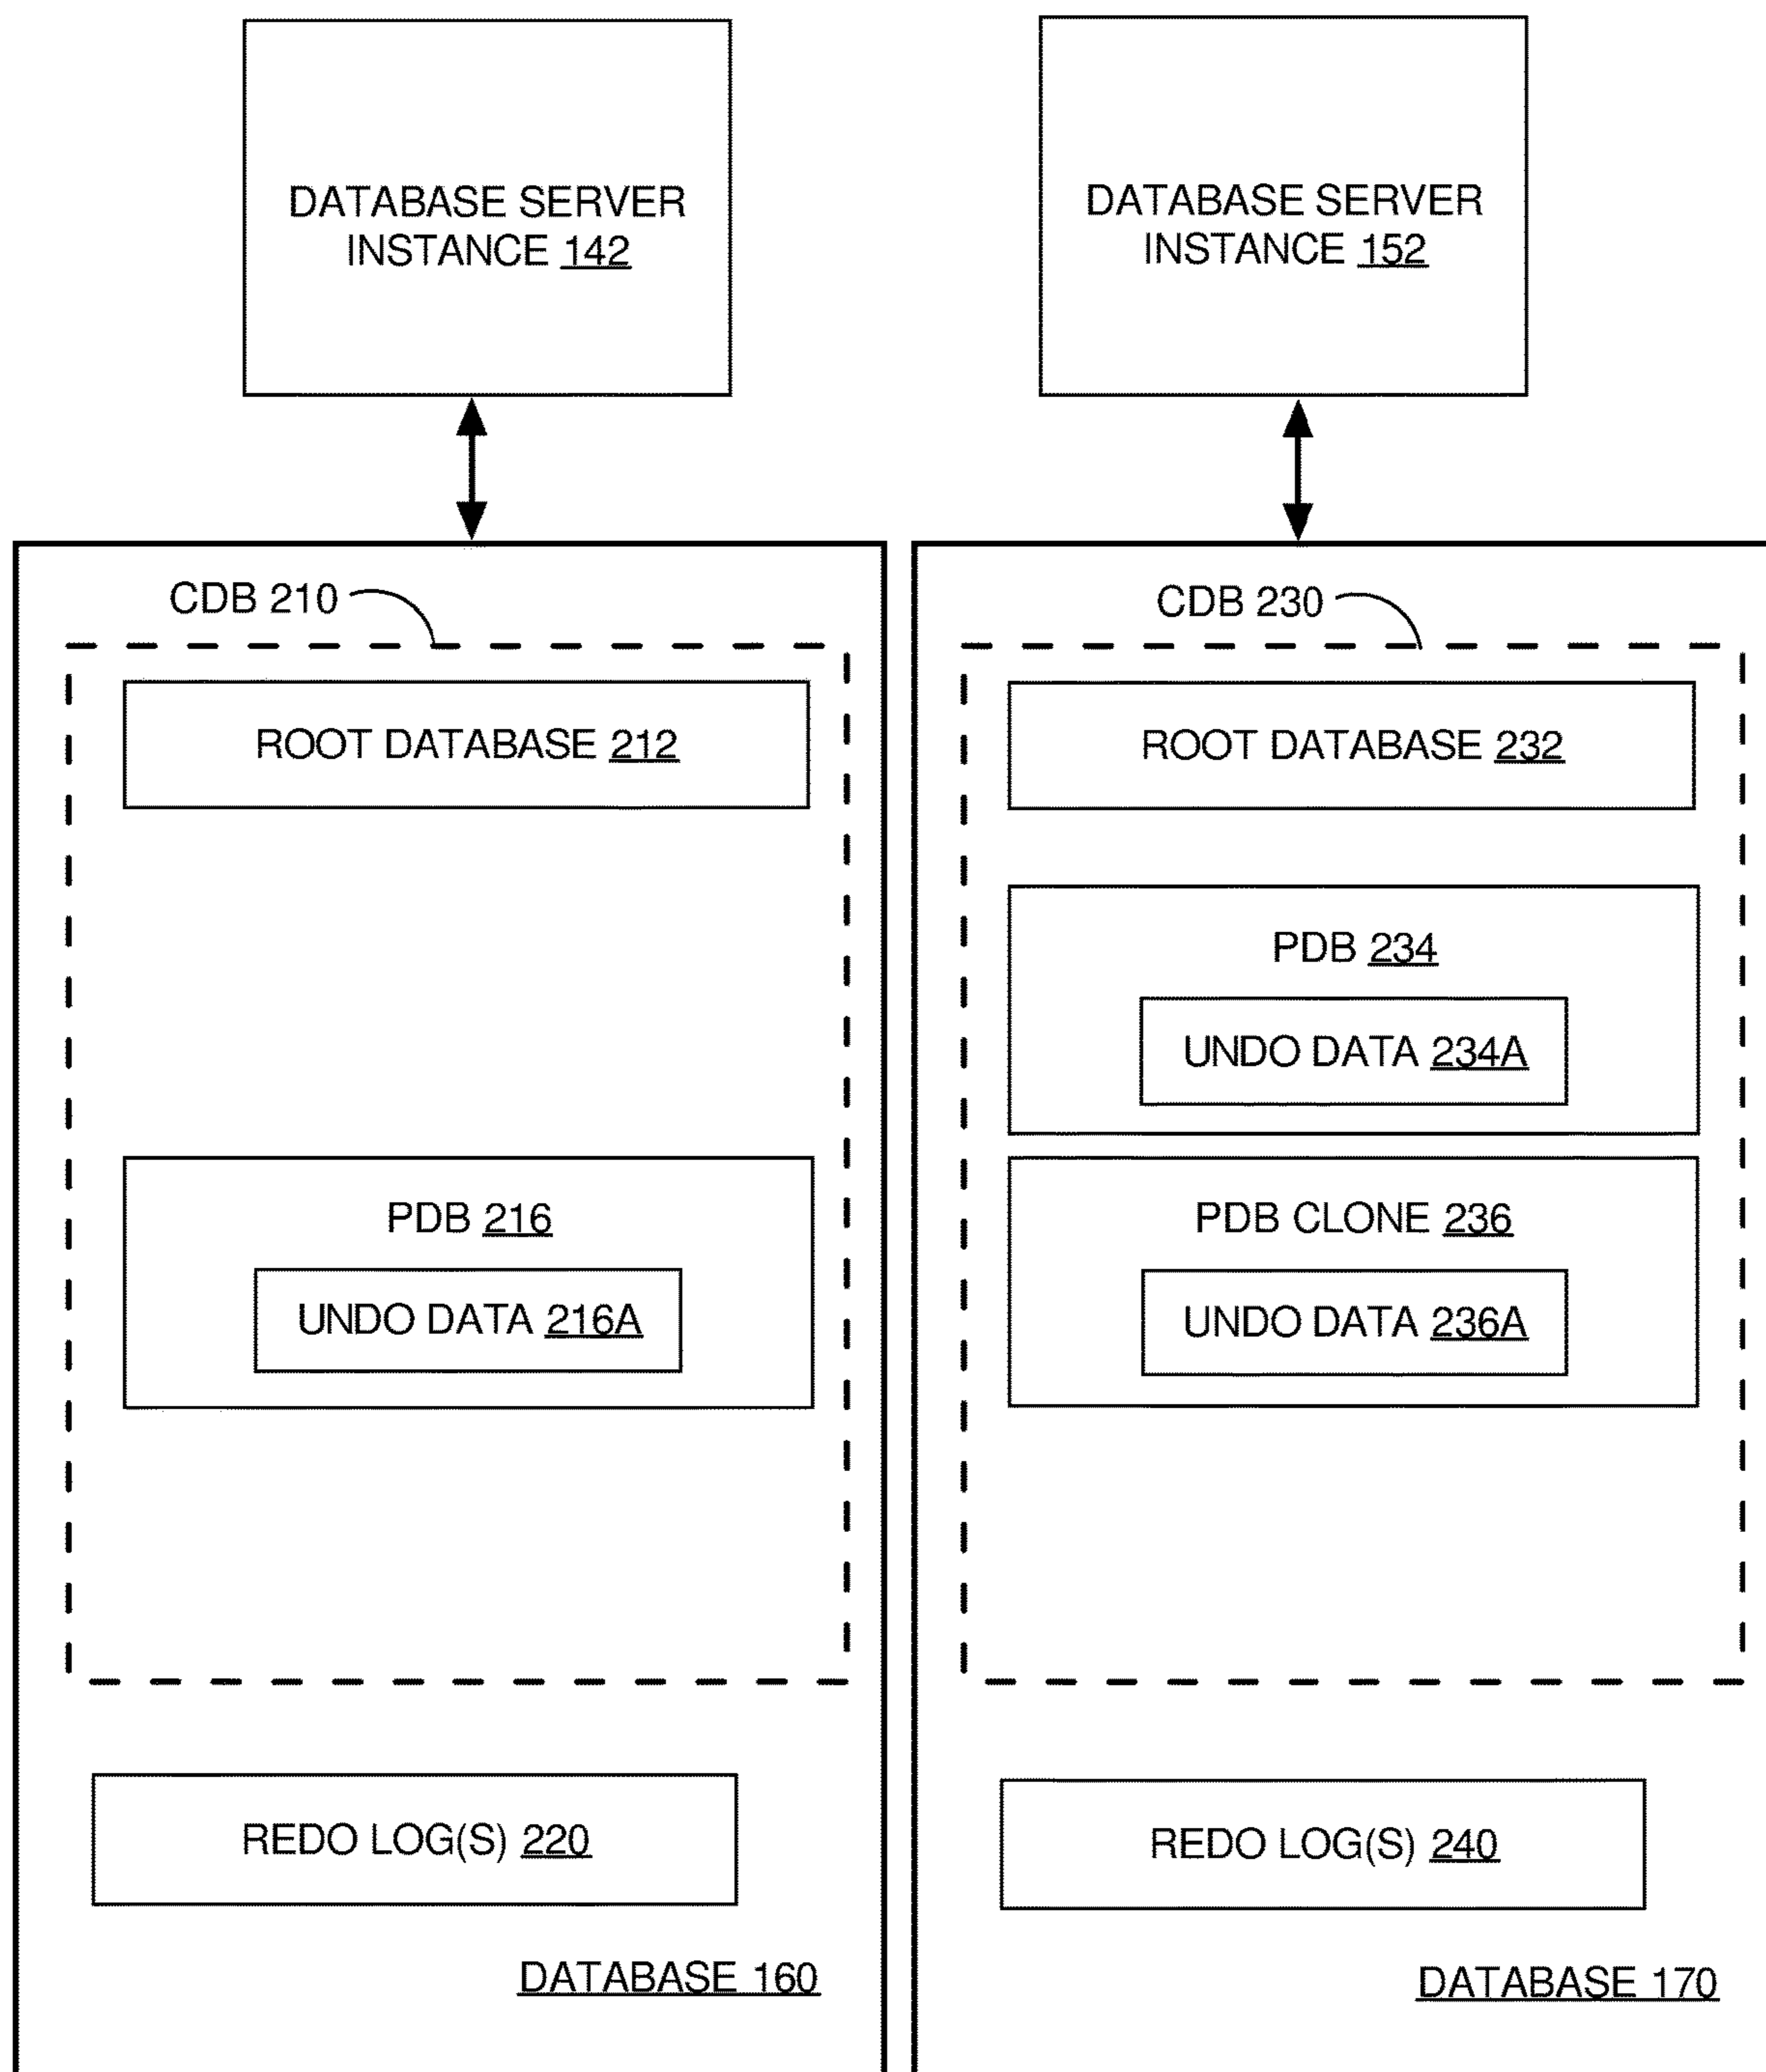 DATABASE SERVER
INSTANCE 142
DATABASE SERVER
INSTANCE 152
CDB 210
ROOT DATABASE 212
PDB 216
UNDO DATA 216A
REDO LOG(S) 220
DATABASE 160
CDB 230
ROOT DATABASE 232
PDB 234
UNDO DATA 234A
PDB CLONE 236
UNDO DATA 236A
REDO LOG(S) 240
DATABASE 170